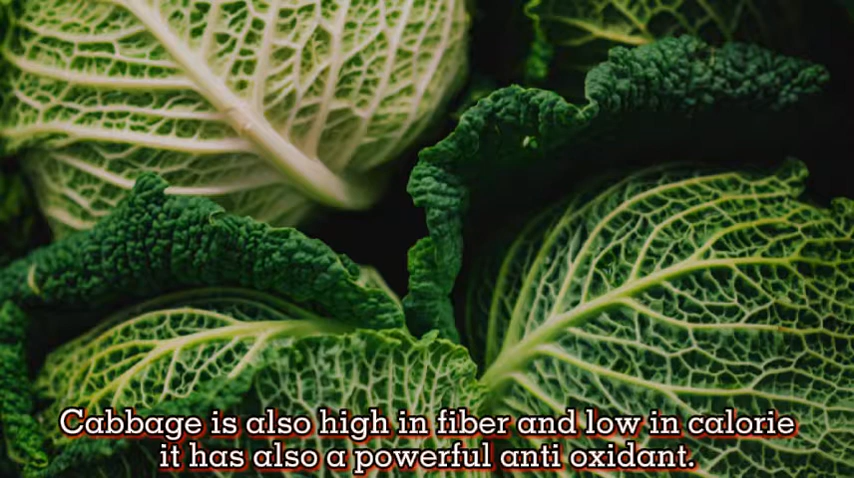 Cabbage is also high in fiber and low in calorie
it has also a powerful anti oxidant.